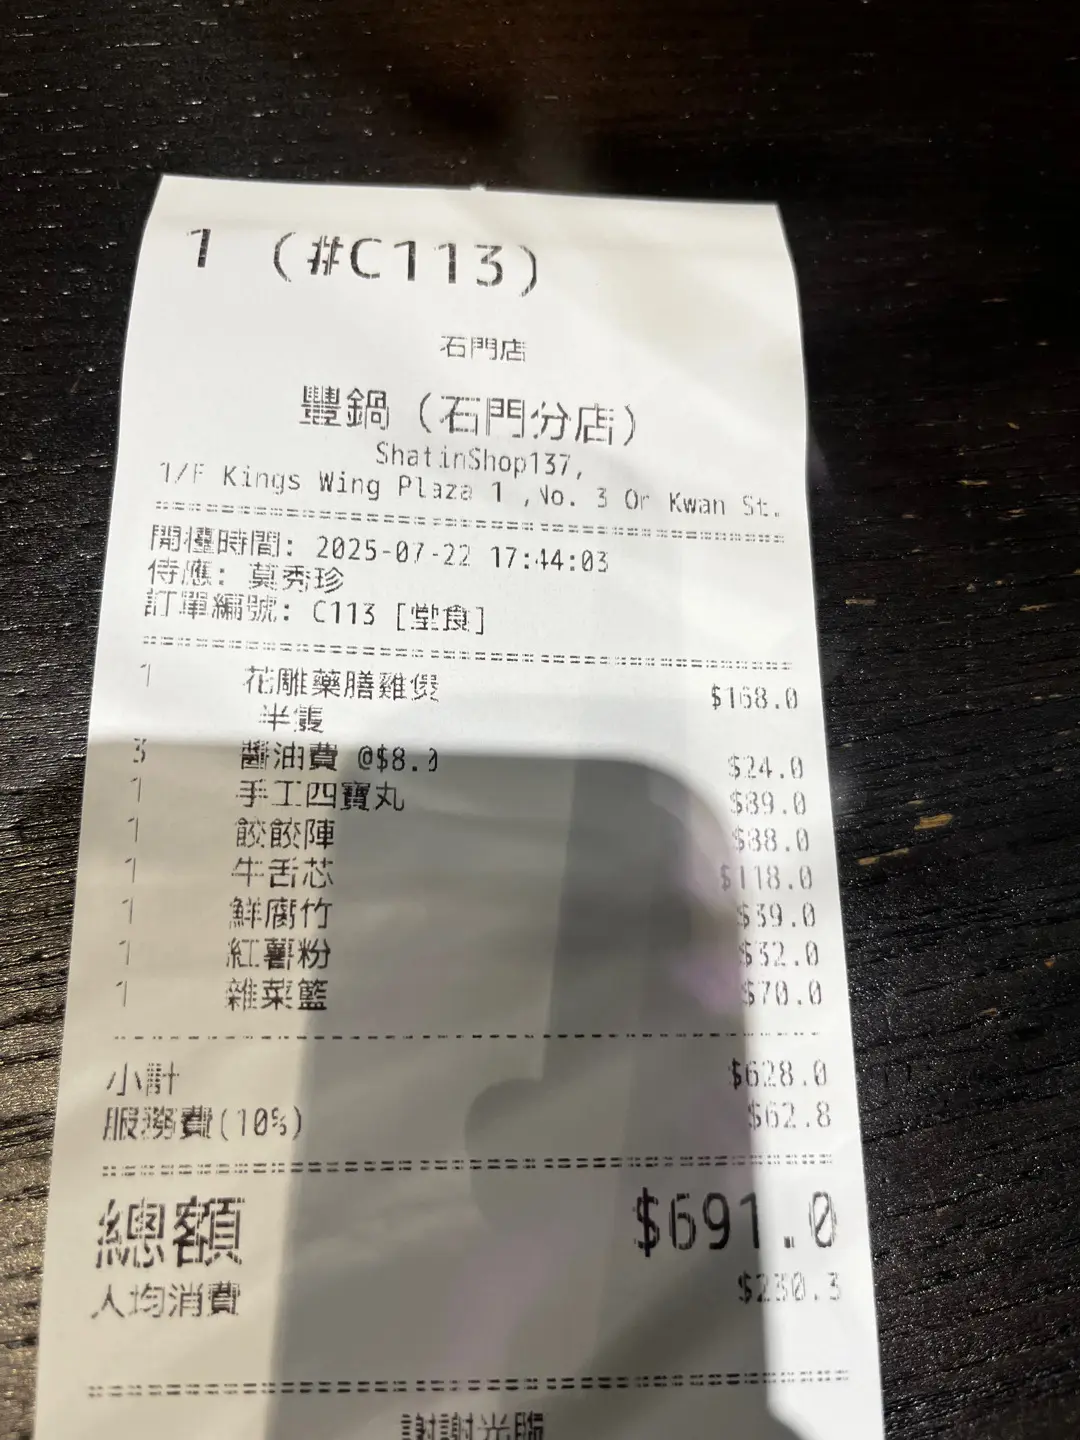 1 (#C113)
石門店
豐鍋 (石門分店)
ShatinShop137,
1/F Kings Wing Plaza 1 ,No. 3 On Kwan St.
開檯時間: 2025-07-22 17:44:03
侍應: 莫秀珍
訂單編號: C113 [堂食]
1 花雕藥膳雞煲 $168.0
半隻
3 醬油費 @$8.0 $24.0
1 手工四寶丸 $89.0
1 餃餃陣 $88.0
1 牛舌芯 $118.0
1 鮮腐竹 $39.0
1 紅薯粉 $32.0
1 雜菜籃 $70.0
小計 $628.0
服務費(10%) $62.8
總額 $691.0
人均消費 $230.3
謝謝光臨